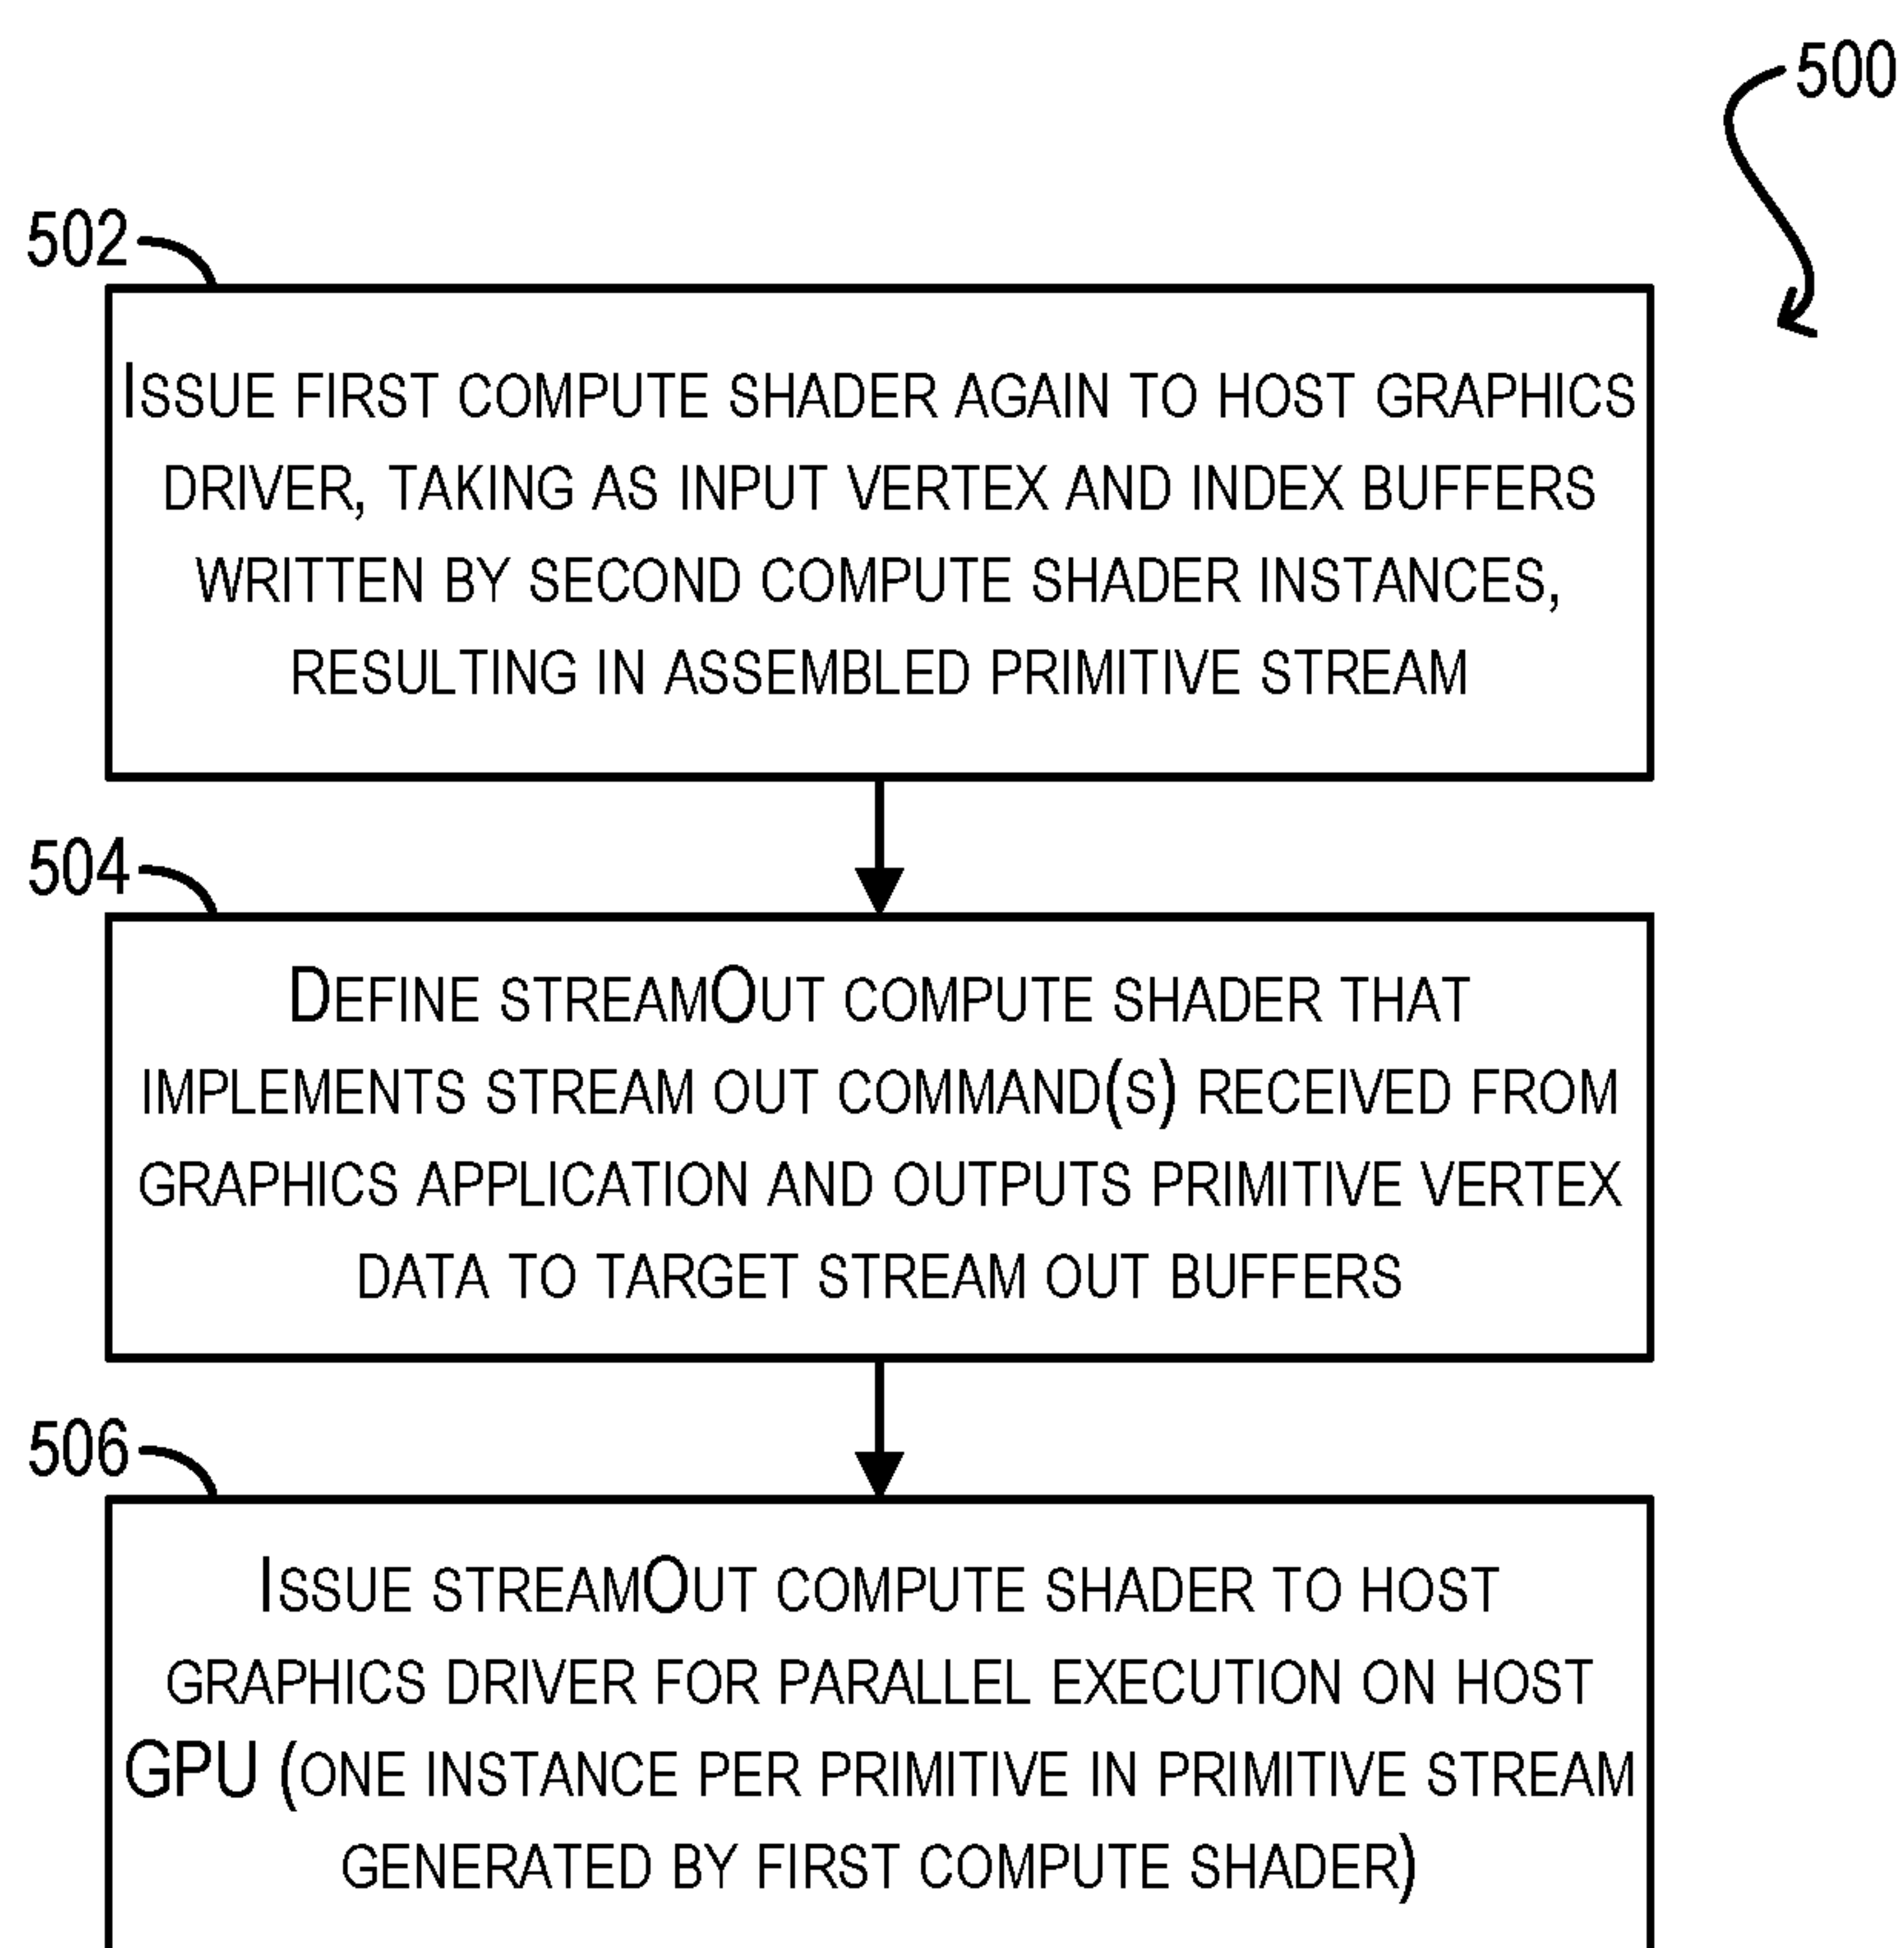 500
502
Issue first compute shader again to host graphics
driver, taking as input vertex and index buffers
written by second compute shader instances,
resulting in assembled primitive stream
504
Define streamOut compute shader that
implements stream out command(s) received from
graphics application and outputs primitive vertex
data to target stream out buffers
506
Issue streamOut compute shader to host
graphics driver for parallel execution on host
GPU (one instance per primitive in primitive stream
generated by first compute shader)